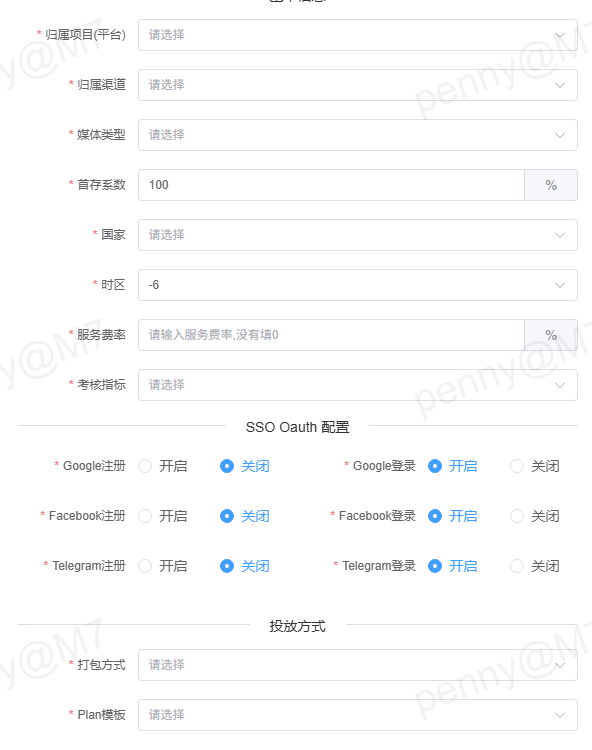 * 归属项目(平台) 请选择
* 归属渠道 请选择
* 媒体类型 请选择
* 首存系数 100 %
* 国家 请选择
* 时区 -6
* 服务费率 请输入服务费率,没有填0 %
* 考核指标 请选择
SSO Oauth 配置
* Google注册 开启 关闭 * Google登录 开启 关闭
* Facebook注册 开启 关闭 * Facebook登录 开启 关闭
* Telegram注册 开启 关闭 * Telegram登录 开启 关闭
投放方式
* 打包方式 请选择
* Plan模板 请选择
penny@M7
penny@M7
penny@M7